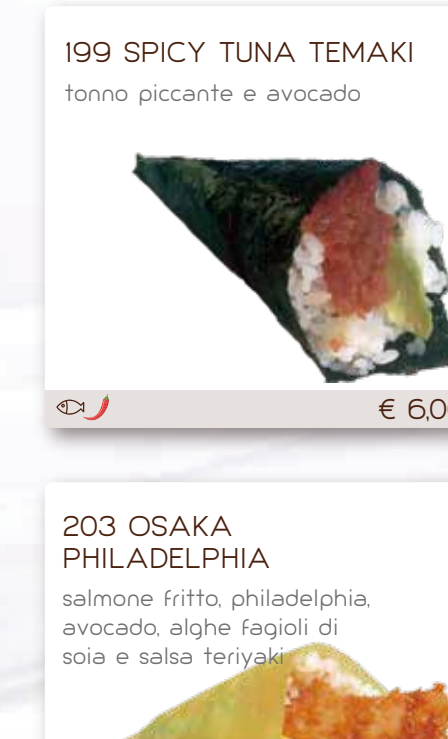 199 SPICY TUNA TEMAKI
tonno piccante e avocado
€ 6,0
203 OSAKA
PHILADELPHIA
salmone fritto, philadelphia,
avocado, alghe fagioli di
soia e salsa teriyaki